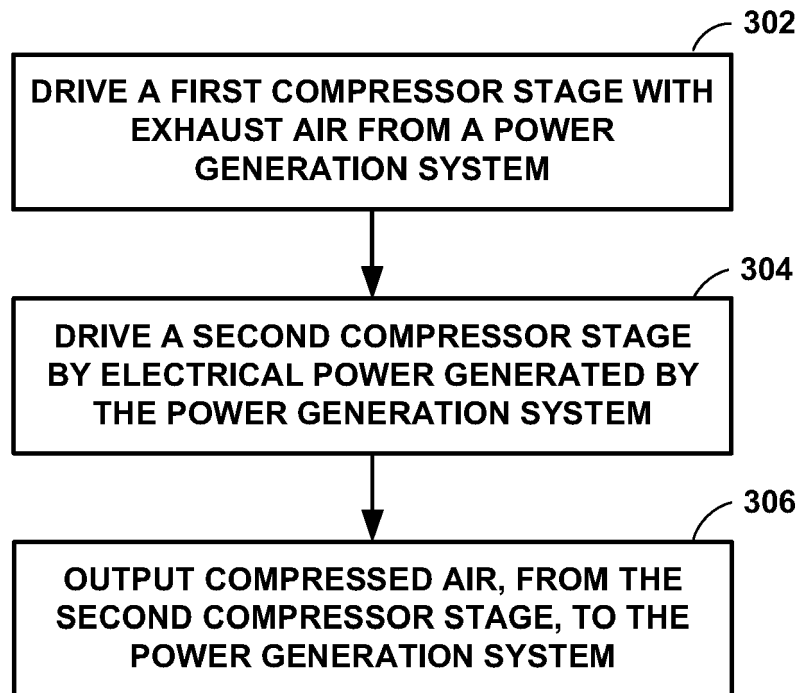 302
DRIVE A FIRST COMPRESSOR STAGE WITH
EXHAUST AIR FROM A POWER
GENERATION SYSTEM
304
DRIVE A SECOND COMPRESSOR STAGE
BY ELECTRICAL POWER GENERATED BY
THE POWER GENERATION SYSTEM
306
OUTPUT COMPRESSED AIR, FROM THE
SECOND COMPRESSOR STAGE, TO THE
POWER GENERATION SYSTEM